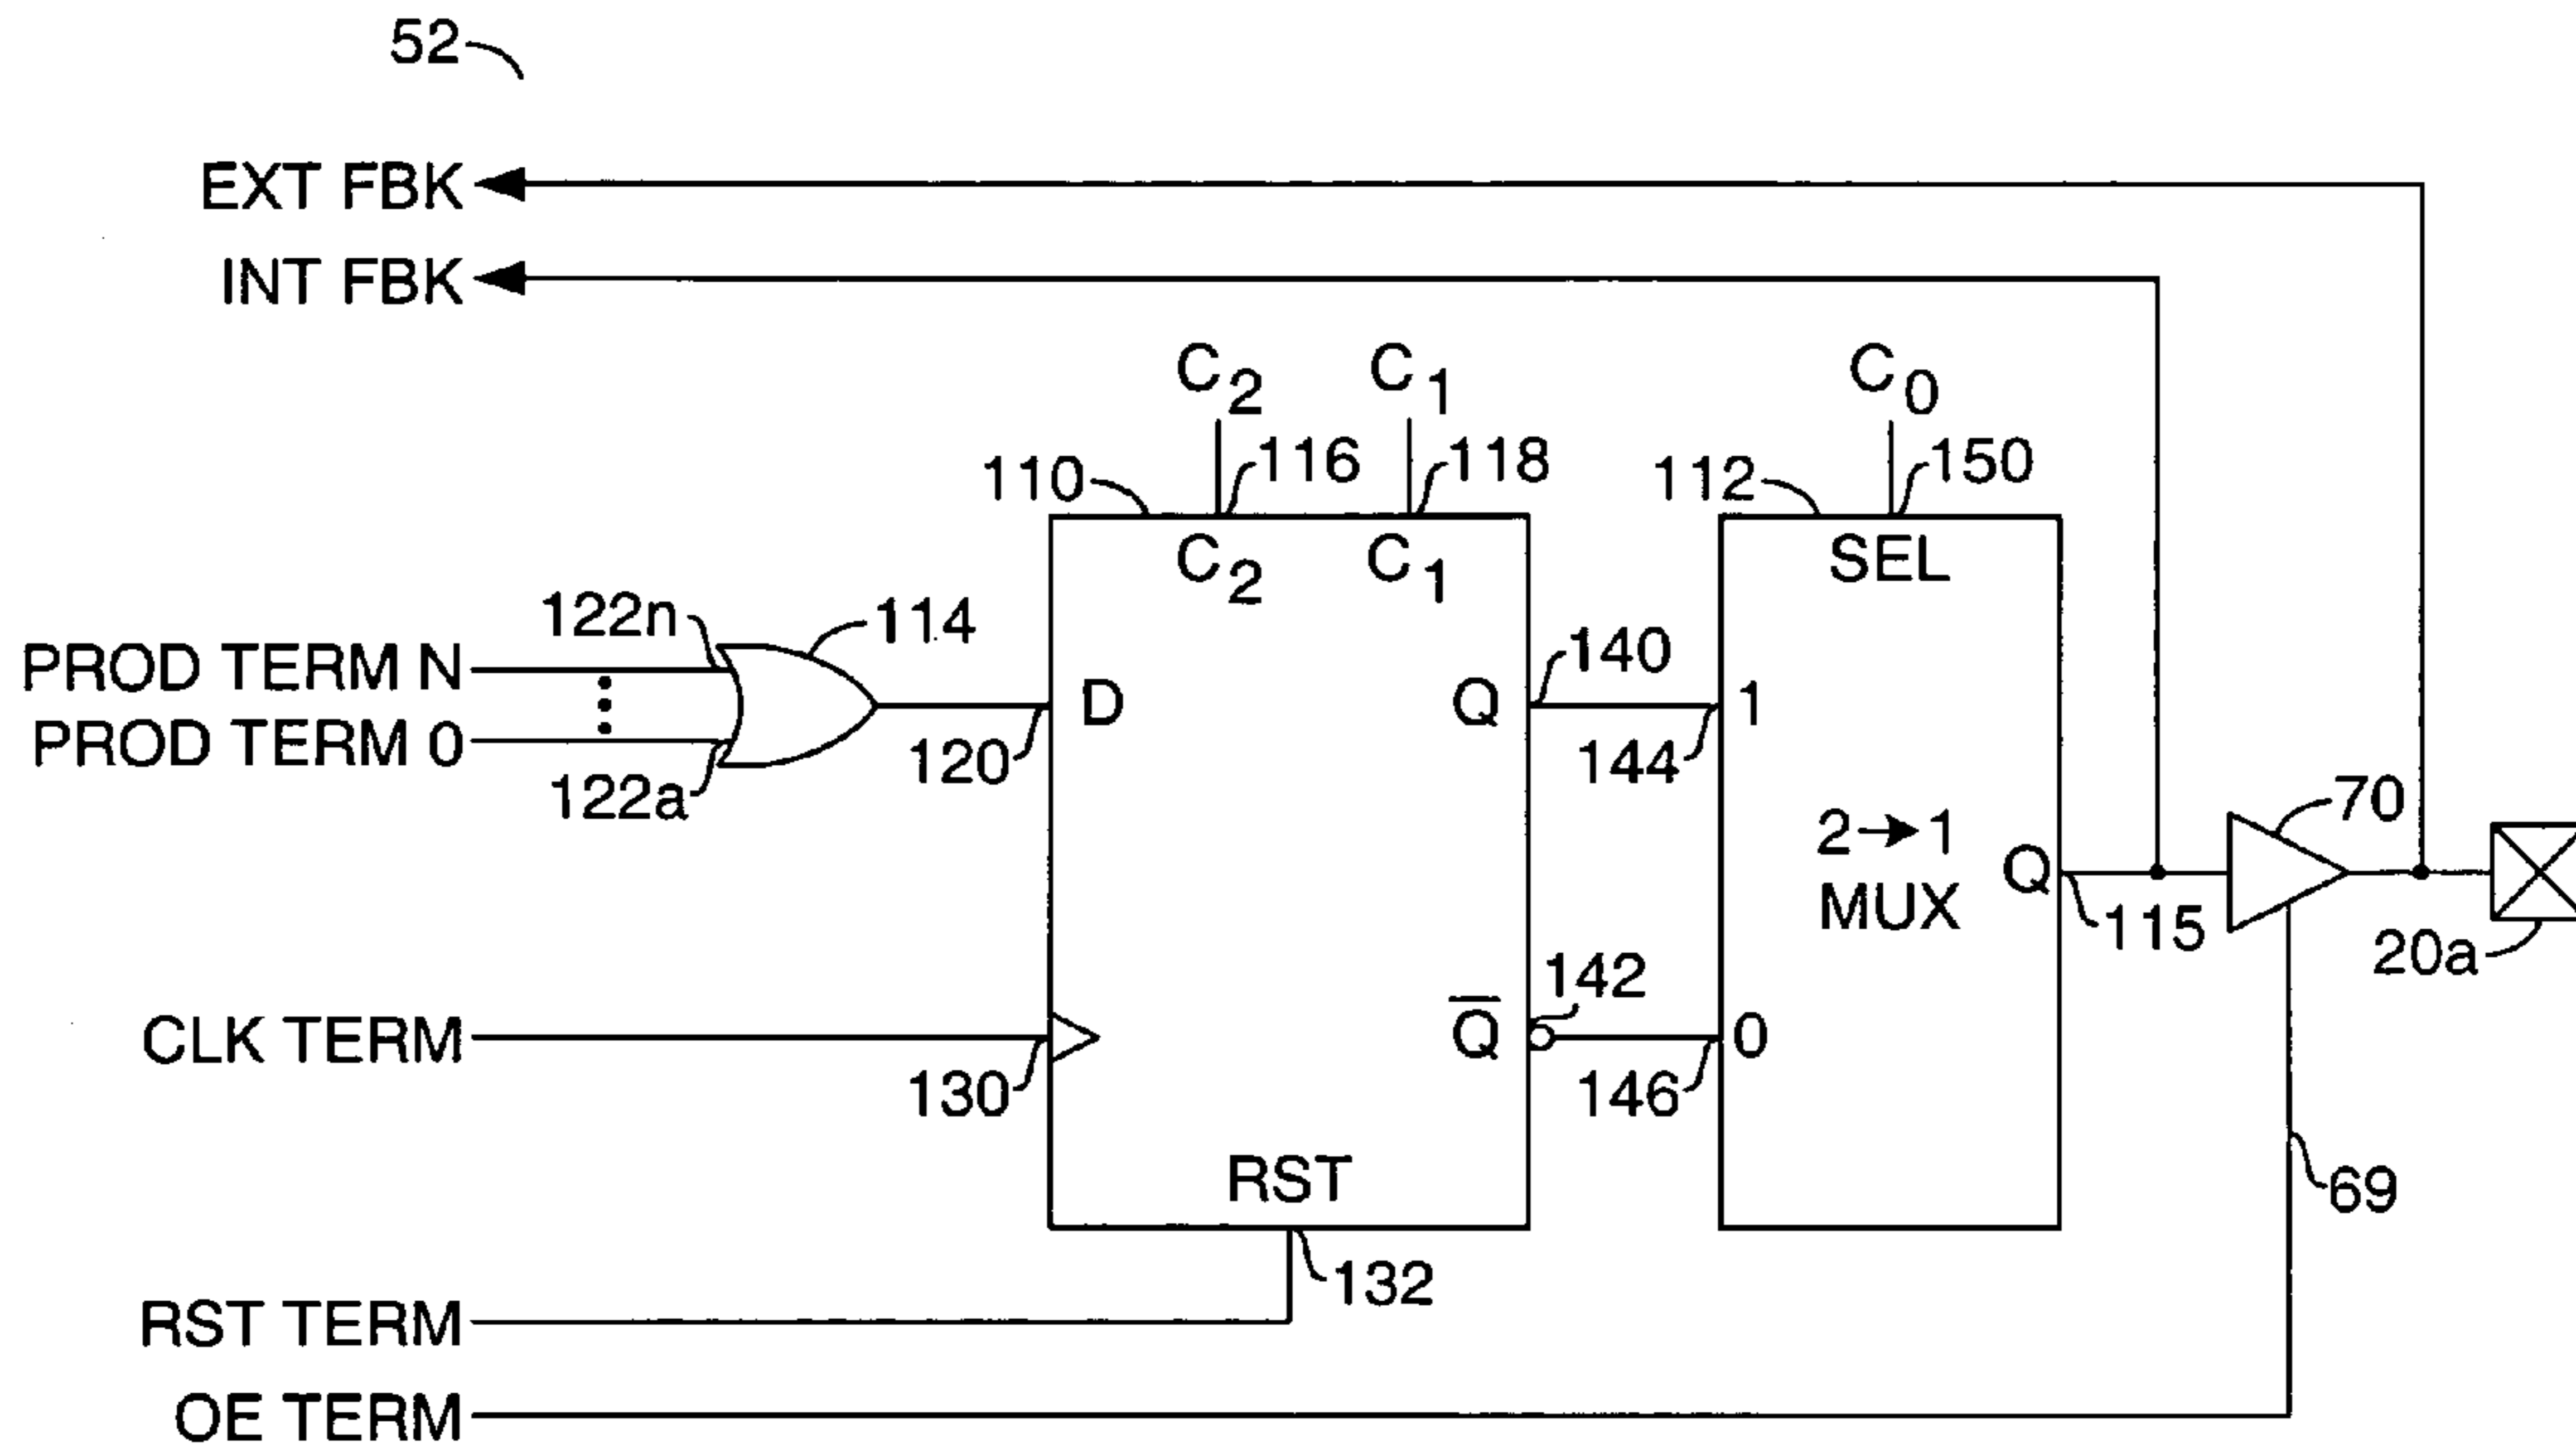 52
EXT FBK
INT FBK
C2 C1 C0
110 116 118 112 150
C2 C1 SEL
122n 114 140
PROD TERM N D Q 1
PROD TERM 0 120 144
122a 2→1 70
MUX Q 115 20a
142
CLK TERM Q̅ 0
130 146
RST 69
132
RST TERM
OE TERM